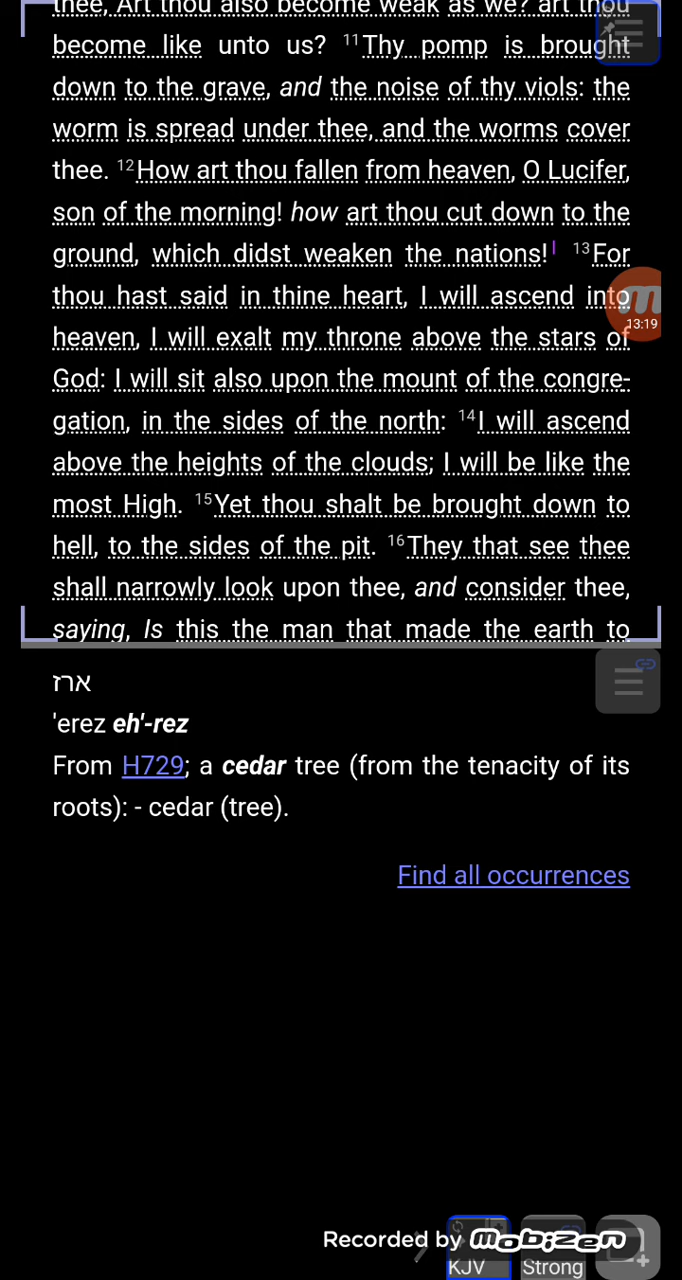 thee, Art thou also become weak as we? art thou
become like unto us? 11Thy pomp is brought
down to the grave, and the noise of thy viols: the
worm is spread under thee, and the worms cover
thee. 12How art thou fallen from heaven, O Lucifer,
son of the morning! how art thou cut down to the
ground, which didst weaken the nations! 13For
thou hast said in thine heart, I will ascend into
13:19
heaven, I will exalt my throne above the stars of
God: I will sit also upon the mount of the congre-
gation, in the sides of the north: 14I will ascend
above the heights of the clouds; I will be like the
most High. 15Yet thou shalt be brought down to
hell, to the sides of the pit. 16They that see thee
shall narrowly look upon thee, and consider thee,
saying, Is this the man that made the earth to
ארז
'erez eh'-rez
From H729; a cedar tree (from the tenacity of its
roots): - cedar (tree).
Find all occurrences
Recorded by mobizen
KJV Strong